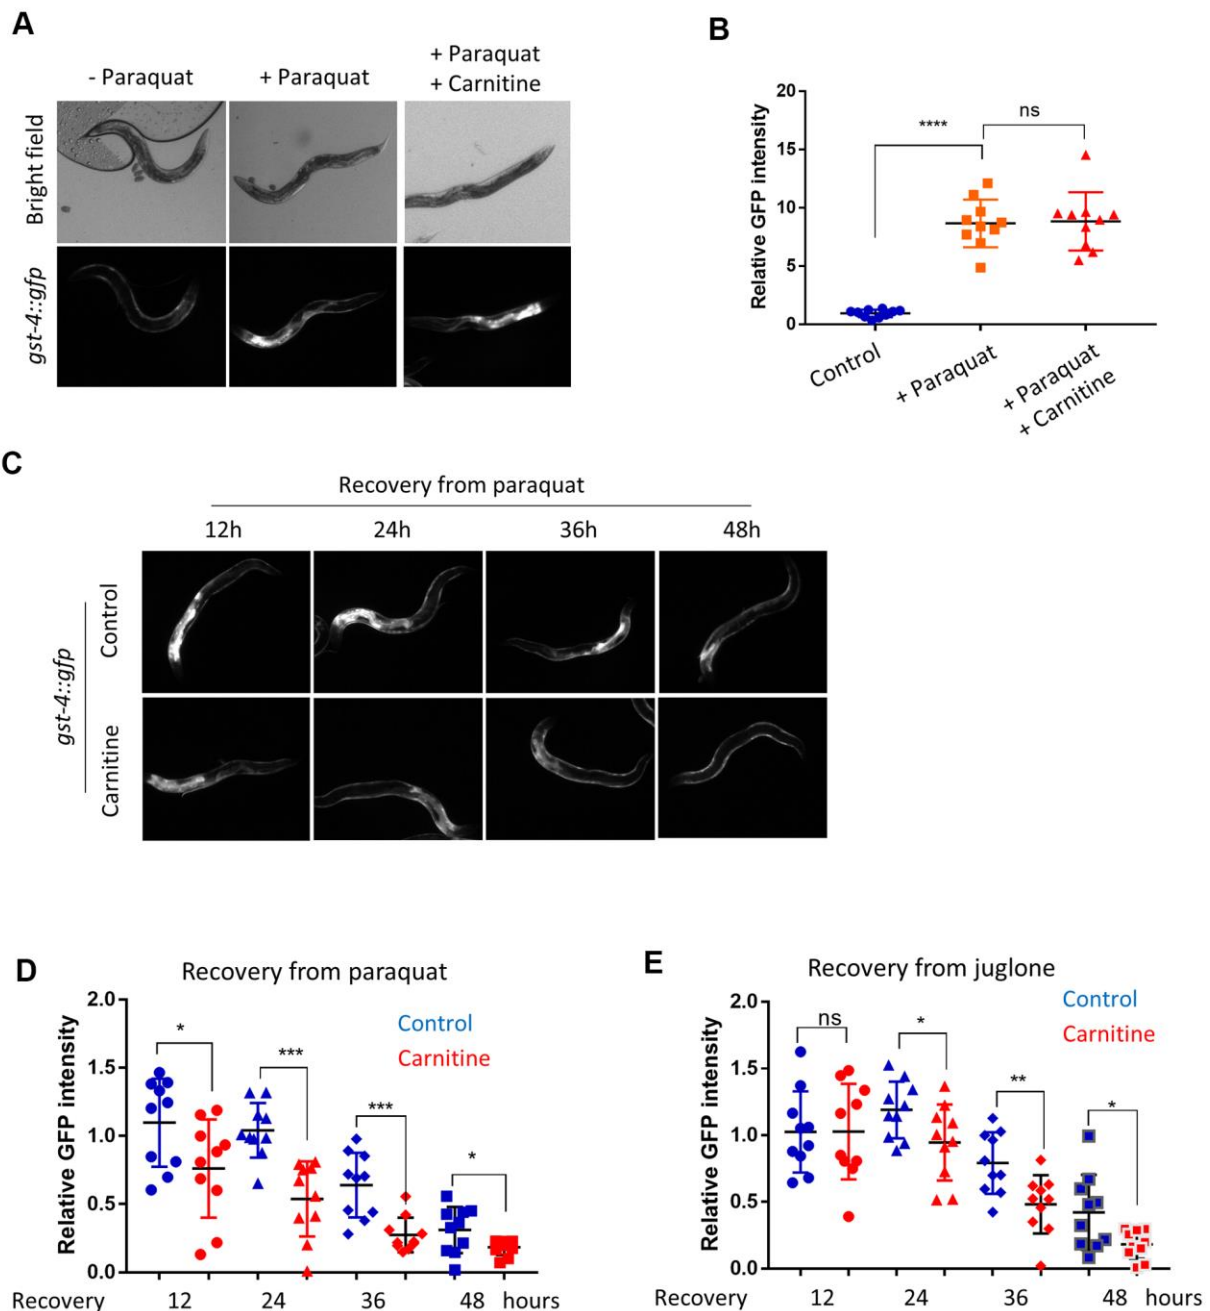 A
- Paraquat
+ Paraquat
+ Paraquat
+ Carnitine
Bright field
gst-4::gfp
B
Relative GFP intensity
20
15
10
5
0
****
ns
Control
+ Paraquat
+ Paraquat
+ Carnitine
C
Recovery from paraquat
12h
24h
36h
48h
gst-4::gfp
Control
Carnitine
D
Recovery from paraquat
Relative GFP intensity
2.0
1.5
1.0
0.5
0.0
Control
Carnitine
*
***
***
*
Recovery 12 24 36 48 hours
E
Recovery from juglone
Relative GFP intensity
2.0
1.5
1.0
0.5
0.0
Control
Carnitine
ns
*
**
*
Recovery 12 24 36 48 hours